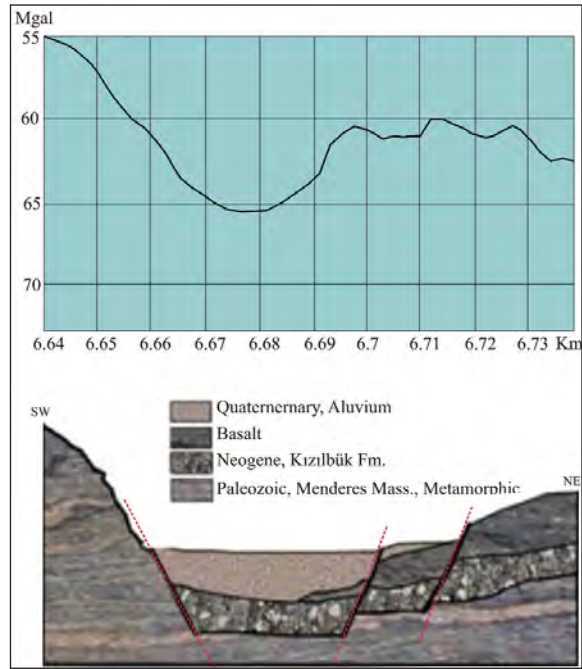 Mgal
55
60
65
70
6.64 6.65 6.66 6.67 6.68 6.69 6.7 6.71 6.72 6.73 Km
SW
Quaternernary, Aluvium
Basalt
Neogene, Kızılbük Fm.
Paleozoic, Menderes Mass., Metamorphic
NE